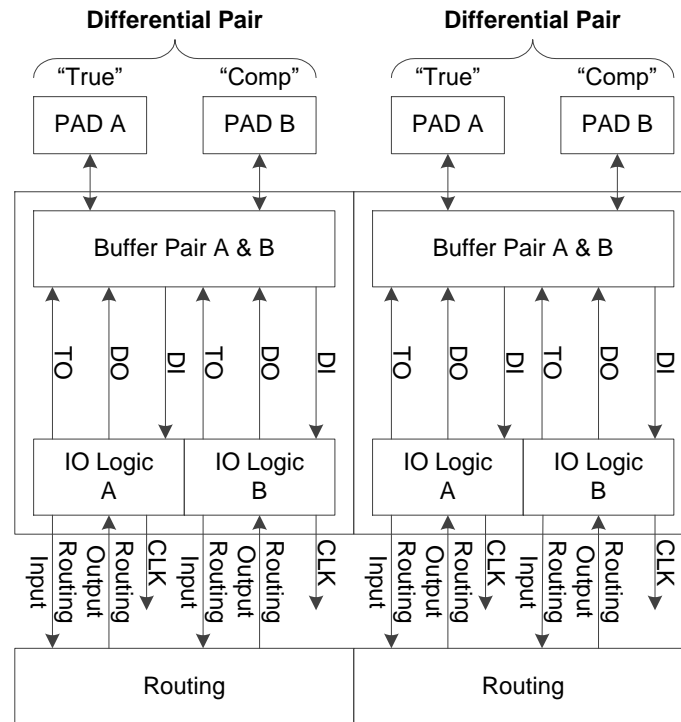 Differential Pair
Differential Pair
“True”
“Comp”
“True”
“Comp”
PAD A
PAD B
PAD A
PAD B
Buffer Pair A & B
Buffer Pair A & B
TO
DO
DI
TO
DO
DI
TO
DO
DI
TO
DO
DI
IO Logic
A
IO Logic
B
IO Logic
A
IO Logic
B
Routing
Input
Routing
Output
CLK
Routing
Input
Routing
Output
CLK
Routing
Input
Routing
Output
CLK
Routing
Input
Routing
Output
CLK
Routing
Routing